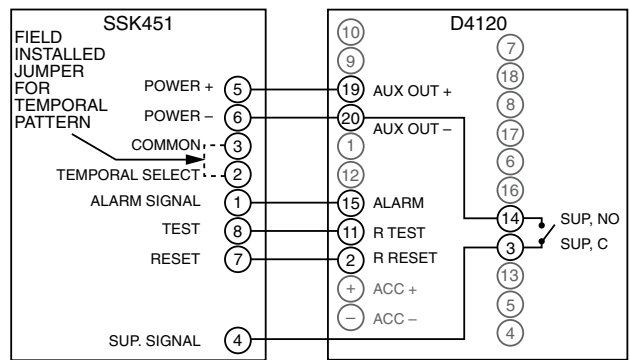 SSK451
FIELD
INSTALLED
JUMPER
FOR
TEMPORAL
PATTERN
POWER + 5
POWER – 6
COMMON 3
TEMPORAL SELECT 2
ALARM SIGNAL 1
TEST 8
RESET 7
SUP. SIGNAL 4
D4120
10
9
19 AUX OUT +
20 AUX OUT –
1
12
15 ALARM
11 R TEST
2 R RESET
+ ACC +
– ACC –
7
18
8
17
6
16
14 SUP, NO
3 SUP, C
13
5
4